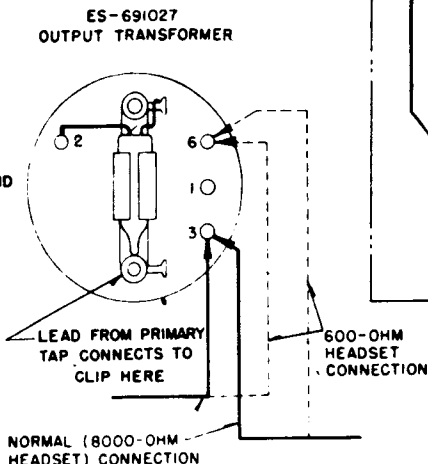 ES-691027
OUTPUT TRANSFORMER
2
6
1
3
LEAD FROM PRIMARY
TAP CONNECTS TO
CLIP HERE
600-OHM
HEADSET
CONNECTION
NORMAL (8000-OHM
HEADSET) CONNECTION